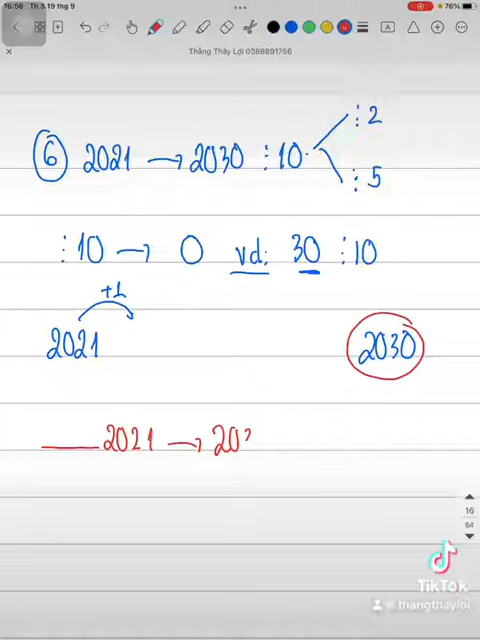 16:56 Th 3 19 thg 9
76%
Thắng Thầy Lợi 0388891756
⋮ 2
⑥ 2021 → 2030 ⋮ 10
⋮ 5
⋮ 10 → 0 vd: 30 ⋮ 10
+1
2021 2030
2021 → 20
16
64
TikTok
@thangthayloi